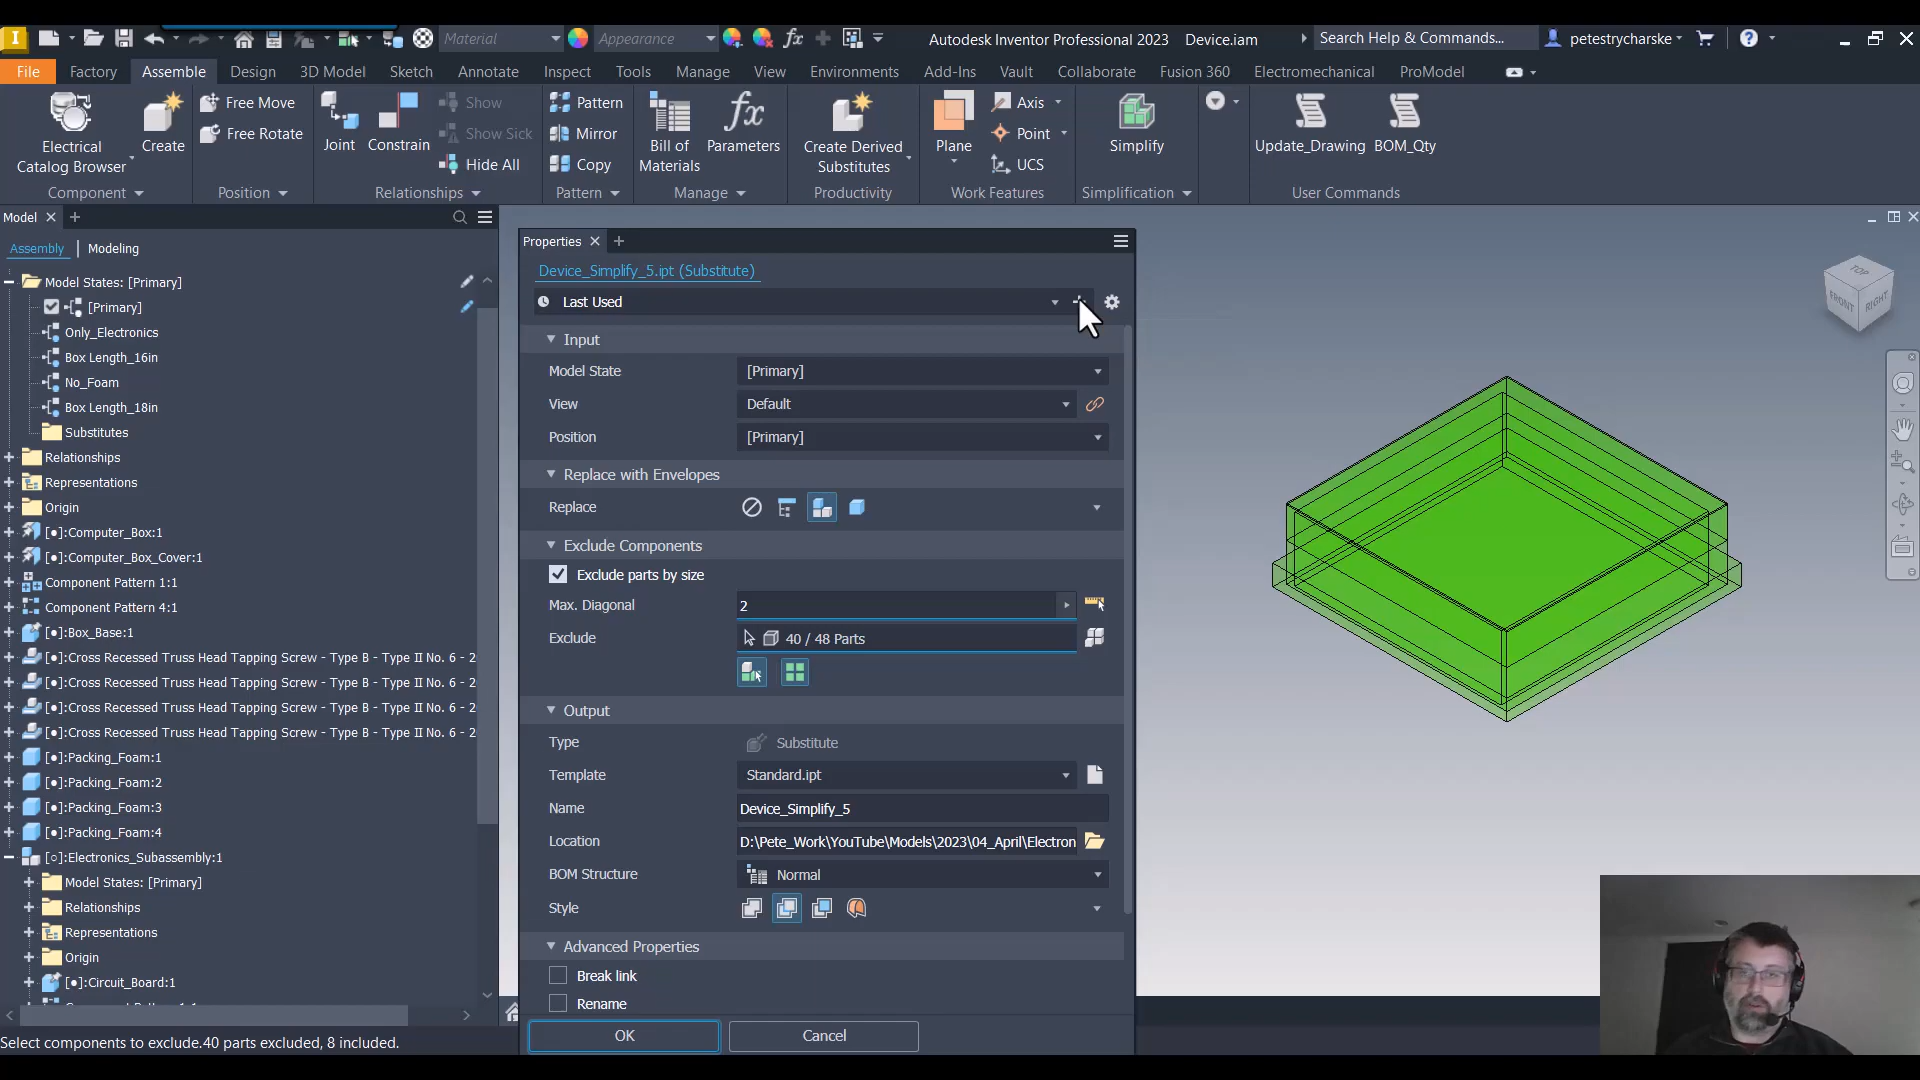 Material
Appearance
fx
Autodesk Inventor Professional 2023 Device.iam
Search Help & Commands...
petestrycharske
File Factory Assemble Design 3D Model Sketch Annotate Inspect Tools Manage View Environments Add-Ins Vault Collaborate Fusion 360 Electromechanical ProModel
Electrical
Catalog Browser
Create
Free Move
Free Rotate
Joint
Constrain
Show
Show Sick
Hide All
Pattern
Mirror
Copy
Bill of
Materials
fx
Parameters
Create Derived
Substitutes
Plane
Axis
Point
UCS
Simplify
Update_Drawing
BOM_Qty
Component
Position
Relationships
Pattern
Manage
Productivity
Work Features
Simplification
User Commands
Model
Assembly | Modeling
Model States: [Primary]
[Primary]
Only_Electronics
Box Length_16in
No_Foam
Box Length_18in
Substitutes
Relationships
Representations
Origin
[●]:Computer_Box:1
[●]:Computer_Box_Cover:1
Component Pattern 1:1
Component Pattern 4:1
[●]:Box_Base:1
[●]:Cross Recessed Truss Head Tapping Screw - Type B - Type II No. 6 - 2
[●]:Cross Recessed Truss Head Tapping Screw - Type B - Type II No. 6 - 2
[●]:Cross Recessed Truss Head Tapping Screw - Type B - Type II No. 6 - 2
[●]:Cross Recessed Truss Head Tapping Screw - Type B - Type II No. 6 - 2
[●]:Packing_Foam:1
[●]:Packing_Foam:2
[●]:Packing_Foam:3
[●]:Packing_Foam:4
[○]:Electronics_Subassembly:1
Model States: [Primary]
Relationships
Representations
Origin
[●]:Circuit_Board:1
Select components to exclude.40 parts excluded, 8 included.
Properties
Device_Simplify_5.ipt (Substitute)
Last Used
Input
Model State [Primary]
View Default
Position [Primary]
Replace with Envelopes
Replace
Exclude Components
Exclude parts by size
Max. Diagonal 2
Exclude 40 / 48 Parts
Output
Type Substitute
Template Standard.ipt
Name Device_Simplify_5
Location D:\Pete_Work\YouTube\Models\2023\04_April\Electron
BOM Structure Normal
Style
Advanced Properties
Break link
Rename
OK
Cancel
TOP
FRONT
RIGHT